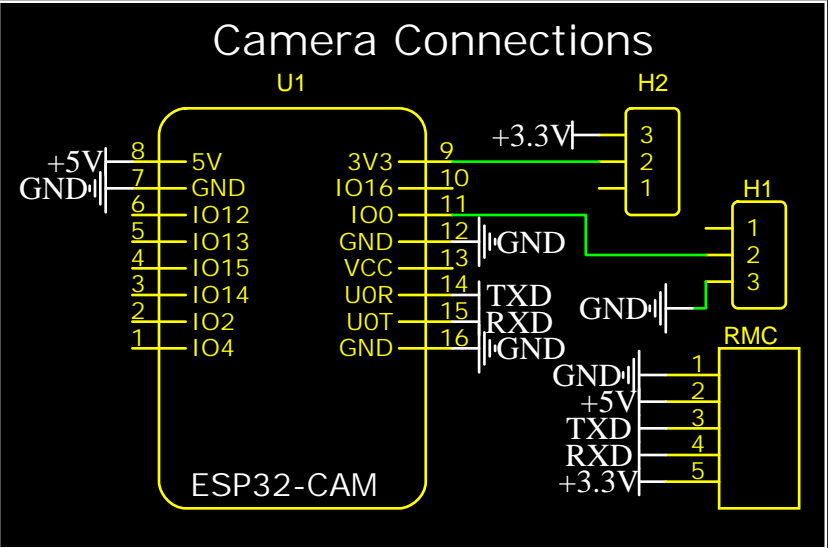 Camera Connections
U1
H2
+3.3V 3
2
1
+5V 8 5V 3V3 9
GND 7 GND IO16 10
6 IO12 IO0 11
5 IO13 GND 12 GND
4 IO15 VCC 13
3 IO14 U0R 14 TXD
2 IO2 U0T 15 RXD
1 IO4 GND 16 GND
ESP32-CAM
H1
1
2
GND 3
RMC
GND 1
+5V 2
TXD 3
RXD 4
+3.3V 5